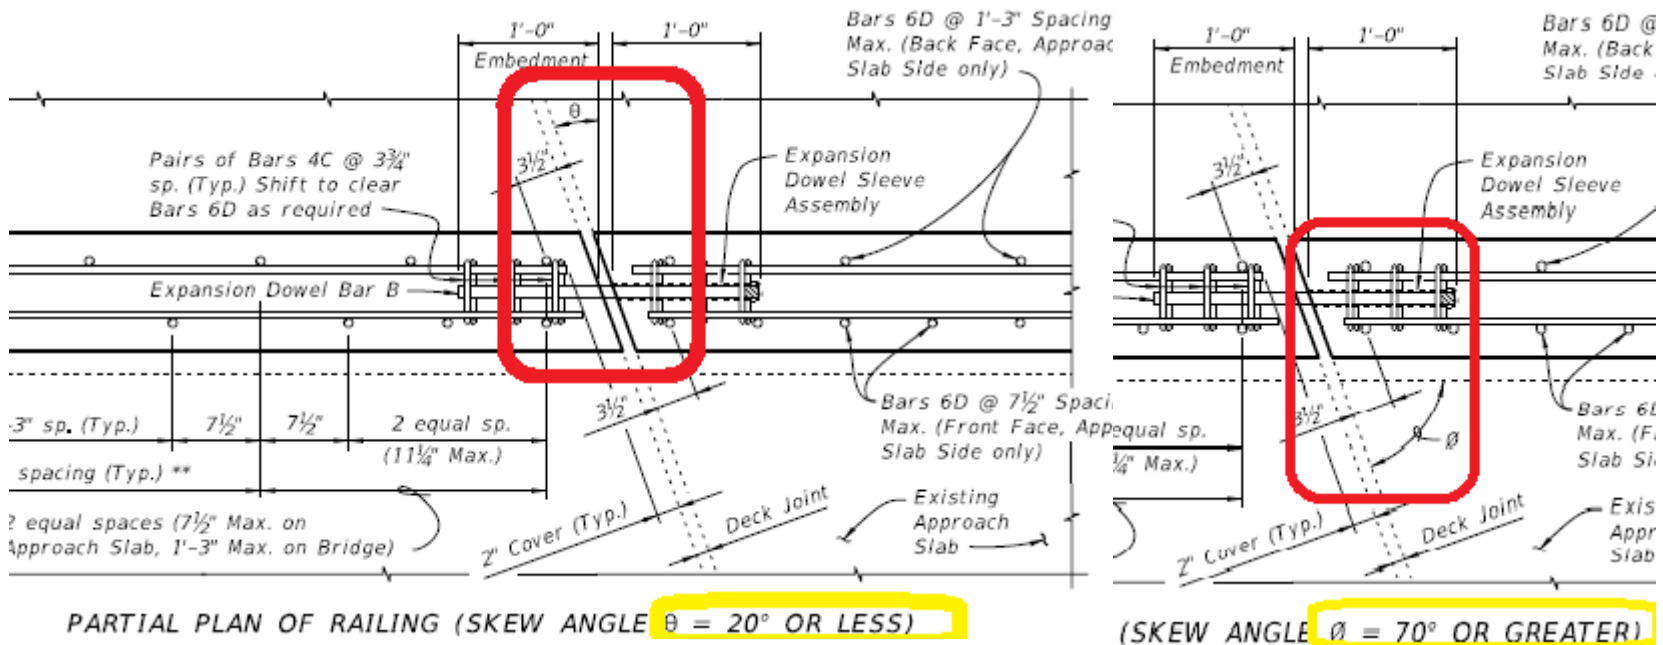 1'-0"
1'-0"
Embedment
Bars 6D @ 1'-3" Spacing
Max. (Back Face, Approac
Slab Side only)
θ
3½"
Pairs of Bars 4C @ 3¾"
sp. (Typ.) Shift to clear
Bars 6D as required
Expansion
Dowel Sleeve
Assembly
Expansion Dowel Bar B
-3" sp. (Typ.)
7½"
7½"
2 equal sp.
(11¼" Max.)
3½"
Bars 6D @ 7½" Spaci
Max. (Front Face, App
Slab Side only)
spacing (Typ.) **
2 equal spaces (7½" Max. on
Approach Slab, 1'-3" Max. on Bridge)
2" Cover (Typ.)
Deck Joint
Existing
Approach
Slab
PARTIAL PLAN OF RAILING (SKEW ANGLE θ = 20° OR LESS)
1'-0"
1'-0"
Embedment
Bars 6D @
Max. (Back
Slab Side
3½"
Expansion
Dowel Sleeve
Assembly
equal sp.
¼" Max.)
3½"
Ø
Bars 6D
Max. (F
Slab Sid
2" Cover (Typ.)
Deck Joint
Exis
Appr
Slab
(SKEW ANGLE Ø = 70° OR GREATER)